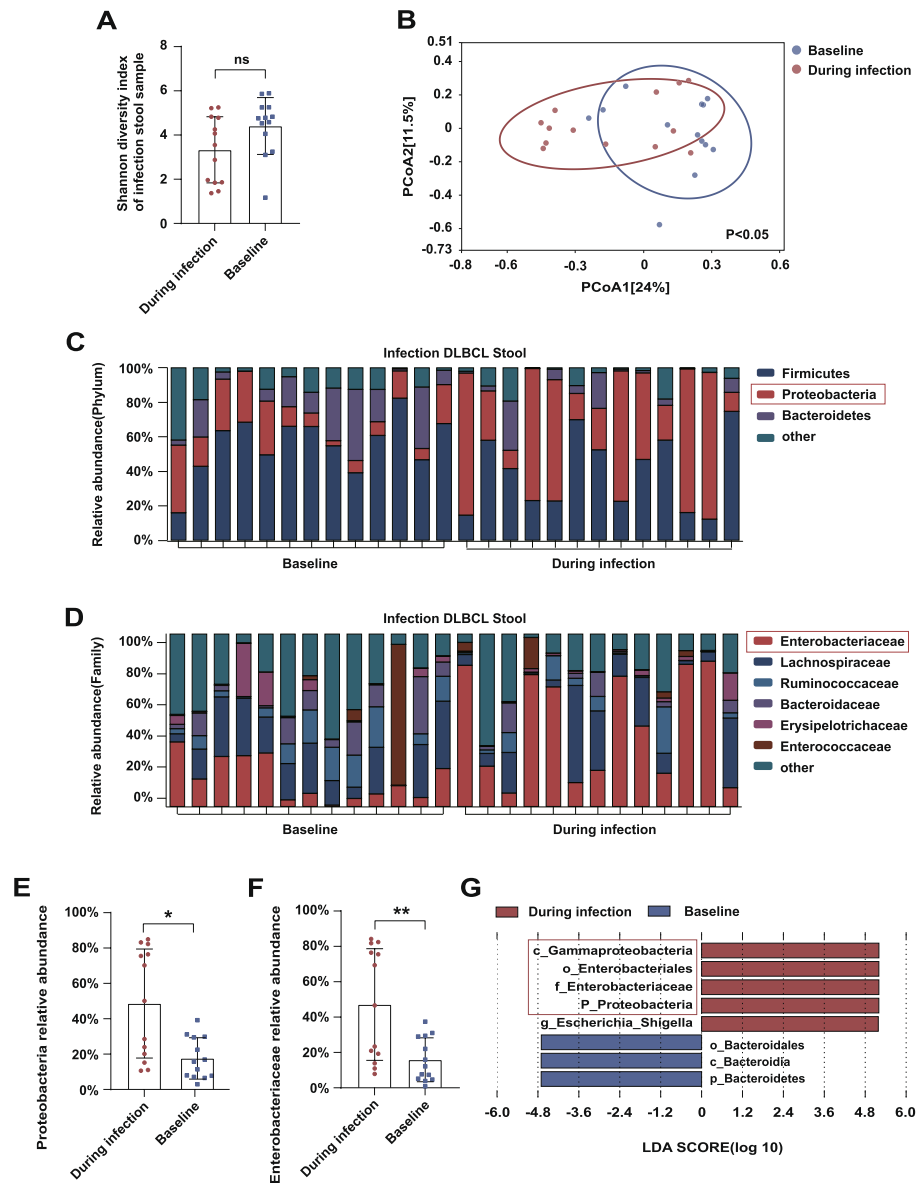 A
Shannon diversity index
of infection stool sample
8
6
4
2
0
ns
During infection
Baseline
B
PCoA2[11.5%]
0.51
0.4
0.2
0
-0.2
-0.4
-0.6
-0.73
-0.8
-0.6
-0.3
0
0.3
0.6
PCoA1[24%]
P<0.05
Baseline
During infection
C
Infection DLBCL Stool
Relative abundance(Phylum)
100%
80%
60%
40%
20%
0%
Baseline
During infection
Firmicutes
Proteobacteria
Bacteroidetes
other
D
Infection DLBCL Stool
Relative abundance(Family)
100%
80%
60%
40%
20%
0%
Baseline
During infection
Enterobacteriaceae
Lachnospiraceae
Ruminococcaceae
Bacteroidaceae
Erysipelotrichaceae
Enterococcaceae
other
E
Proteobacteria relative abundance
100%
80%
60%
40%
20%
0%
*
During infection
Baseline
F
Enterobacteriaceae relative abundance
100%
80%
60%
40%
20%
0%
**
During infection
Baseline
G
During infection
Baseline
c_Gammaproteobacteria
o_Enterobacteriales
f_Enterobacteriaceae
P_Proteobacteria
g_Escherichia_Shigella
o_Bacteroidales
c_Bacteroidia
p_Bacteroidetes
-6.0 -4.8 -3.6 -2.4 -1.2 0 1.2 2.4 3.6 4.8 6.0
LDA SCORE(log 10)